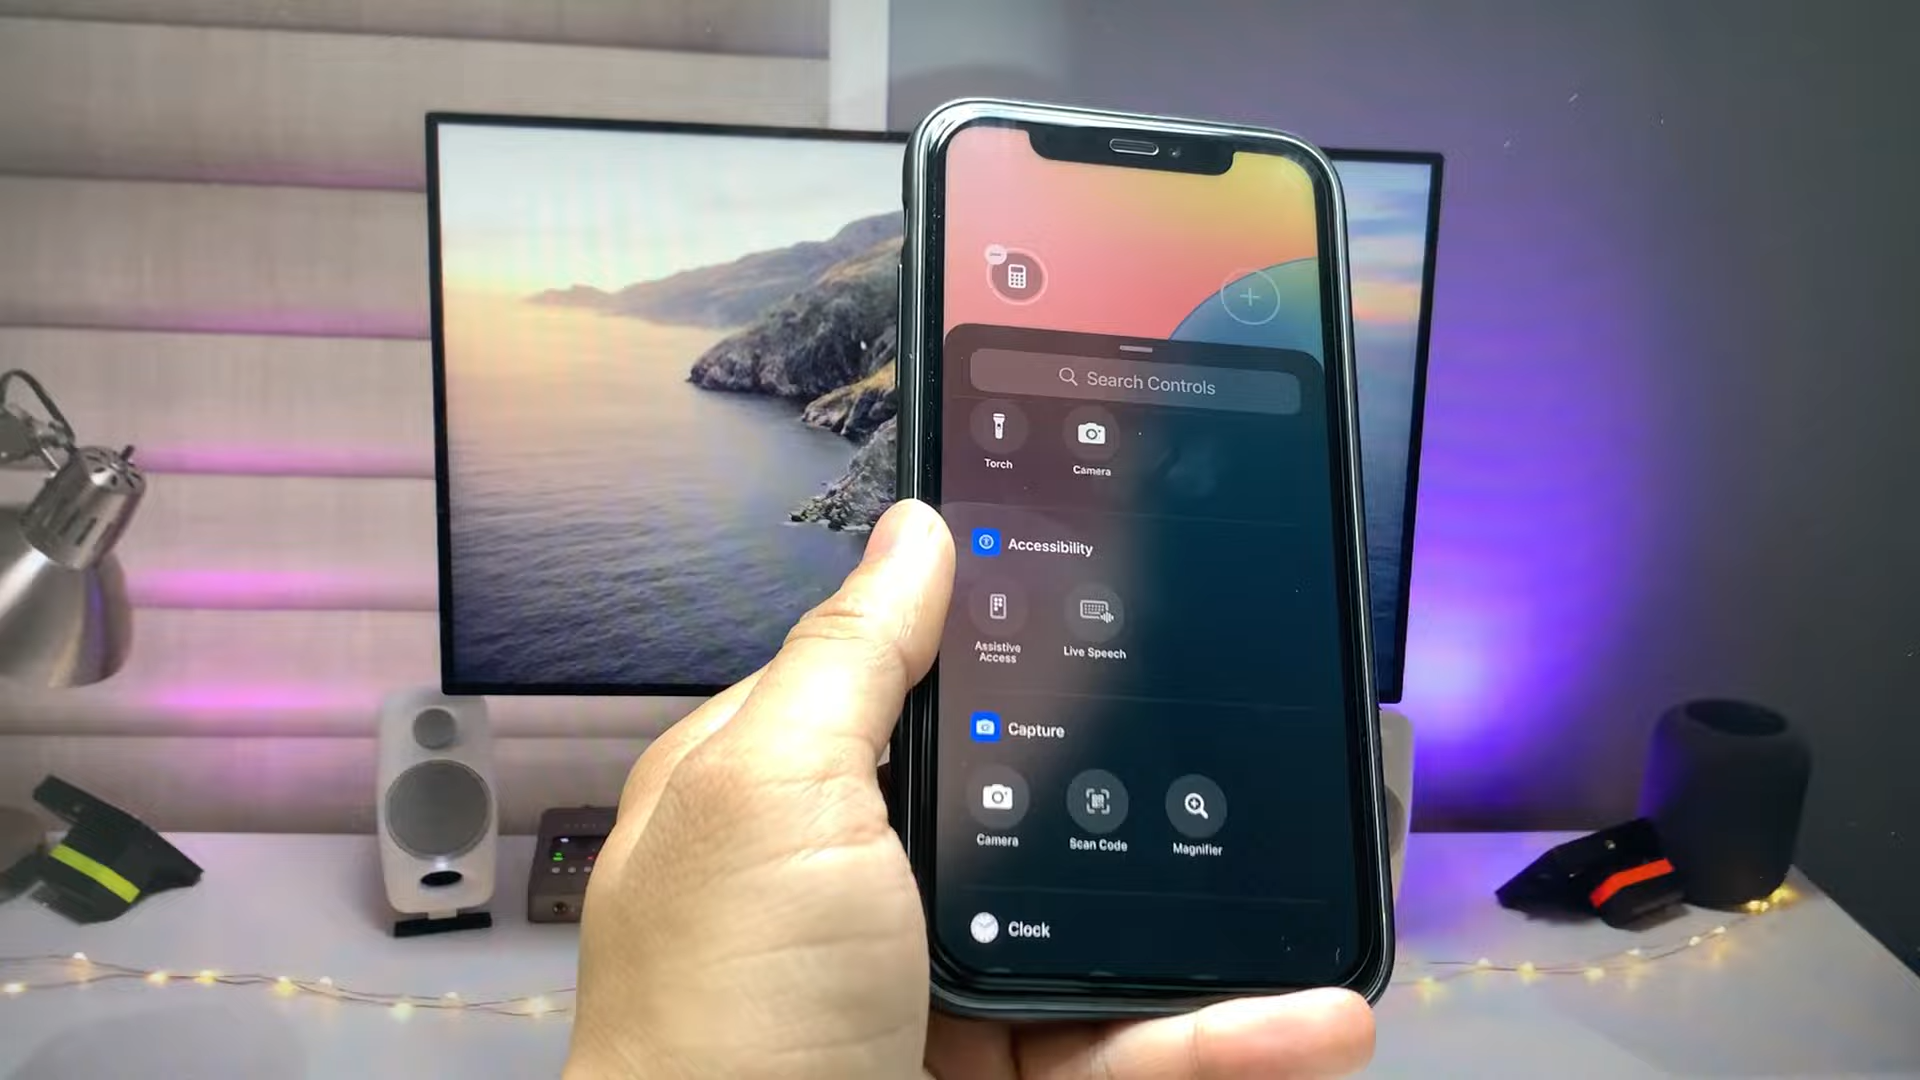 Search Controls
Torch
Camera
Accessibility
Assistive
Access
Live Speech
Capture
Camera
Scan Code
Magnifier
Clock